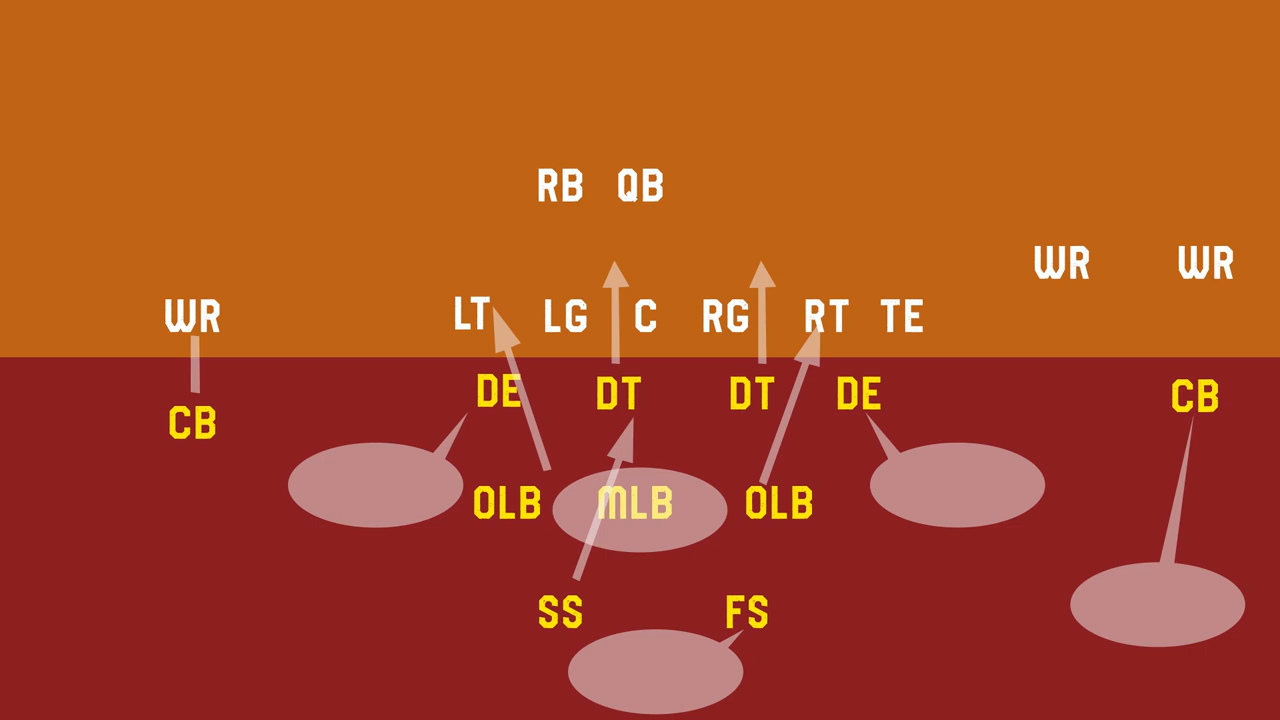 RB QB
WR WR
WR LT LG C RG RT TE
DE DT DT DE CB
CB
OLB MLB OLB
SS FS